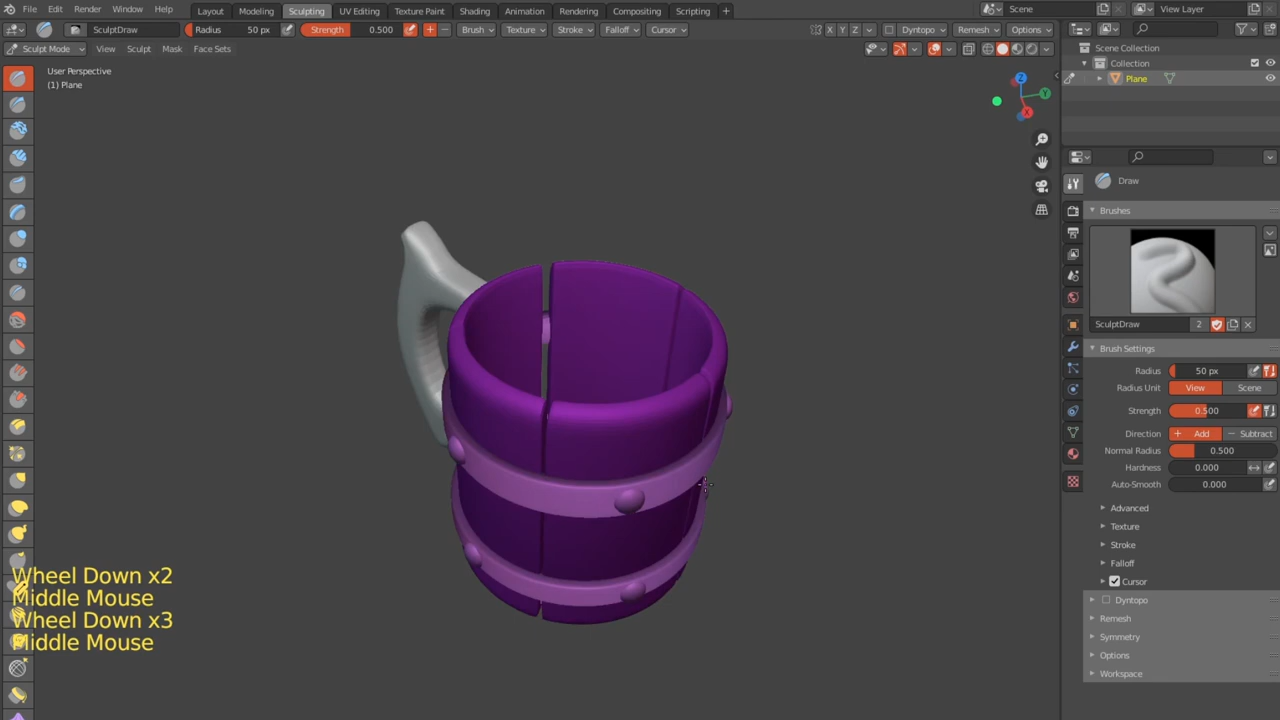 File Edit Render Window Help Layout Modeling Sculpting UV Editing Texture Paint Shading Animation Rendering Compositing Scripting + Scene View Layer
SculptDraw Radius 50 px Strength 0.500 + − Brush Texture Stroke Falloff Cursor X Y Z Dyntopo Remesh Options
Sculpt Mode View Sculpt Mask Face Sets
Scene Collection
Collection
Plane
User Perspective
(1) Plane
Z
Y
X
Draw
Brushes
SculptDraw 2
Brush Settings
Radius 50 px
Radius Unit View Scene
Strength 0.500
Direction + Add − Subtract
Normal Radius 0.500
Hardness 0.000
Auto-Smooth 0.000
Advanced
Texture
Stroke
Falloff
Cursor
Dyntopo
Remesh
Symmetry
Options
Workspace
Wheel Down x2
Middle Mouse
Wheel Down x3
Middle Mouse